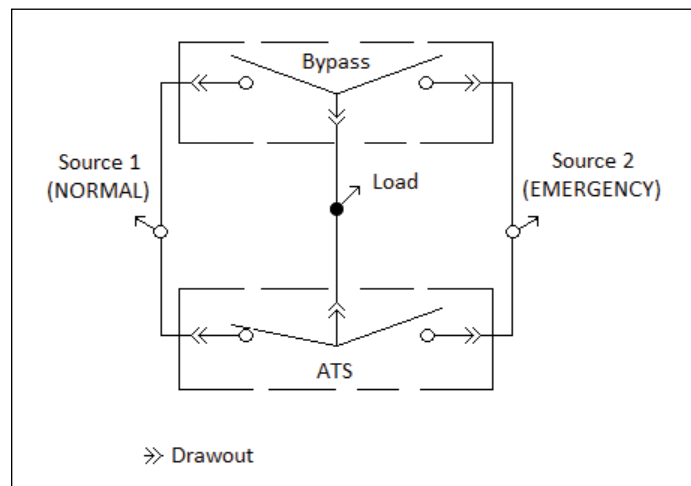 Bypass
Source 1
(NORMAL)
Load
Source 2
(EMERGENCY)
ATS
Drawout